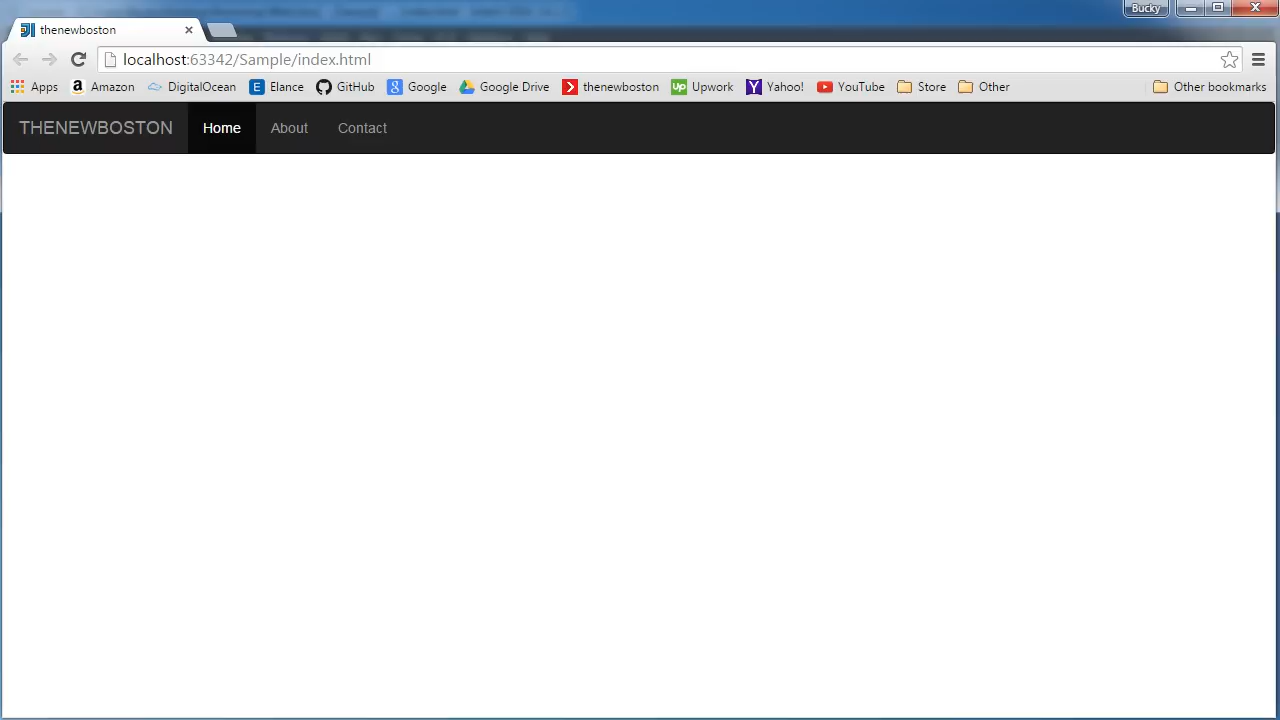 Bucky
thenewboston
localhost:63342/Sample/index.html
Apps Amazon DigitalOcean Elance GitHub Google Google Drive thenewboston Upwork Yahoo! YouTube Store Other Other bookmarks
THENEWBOSTON Home About Contact